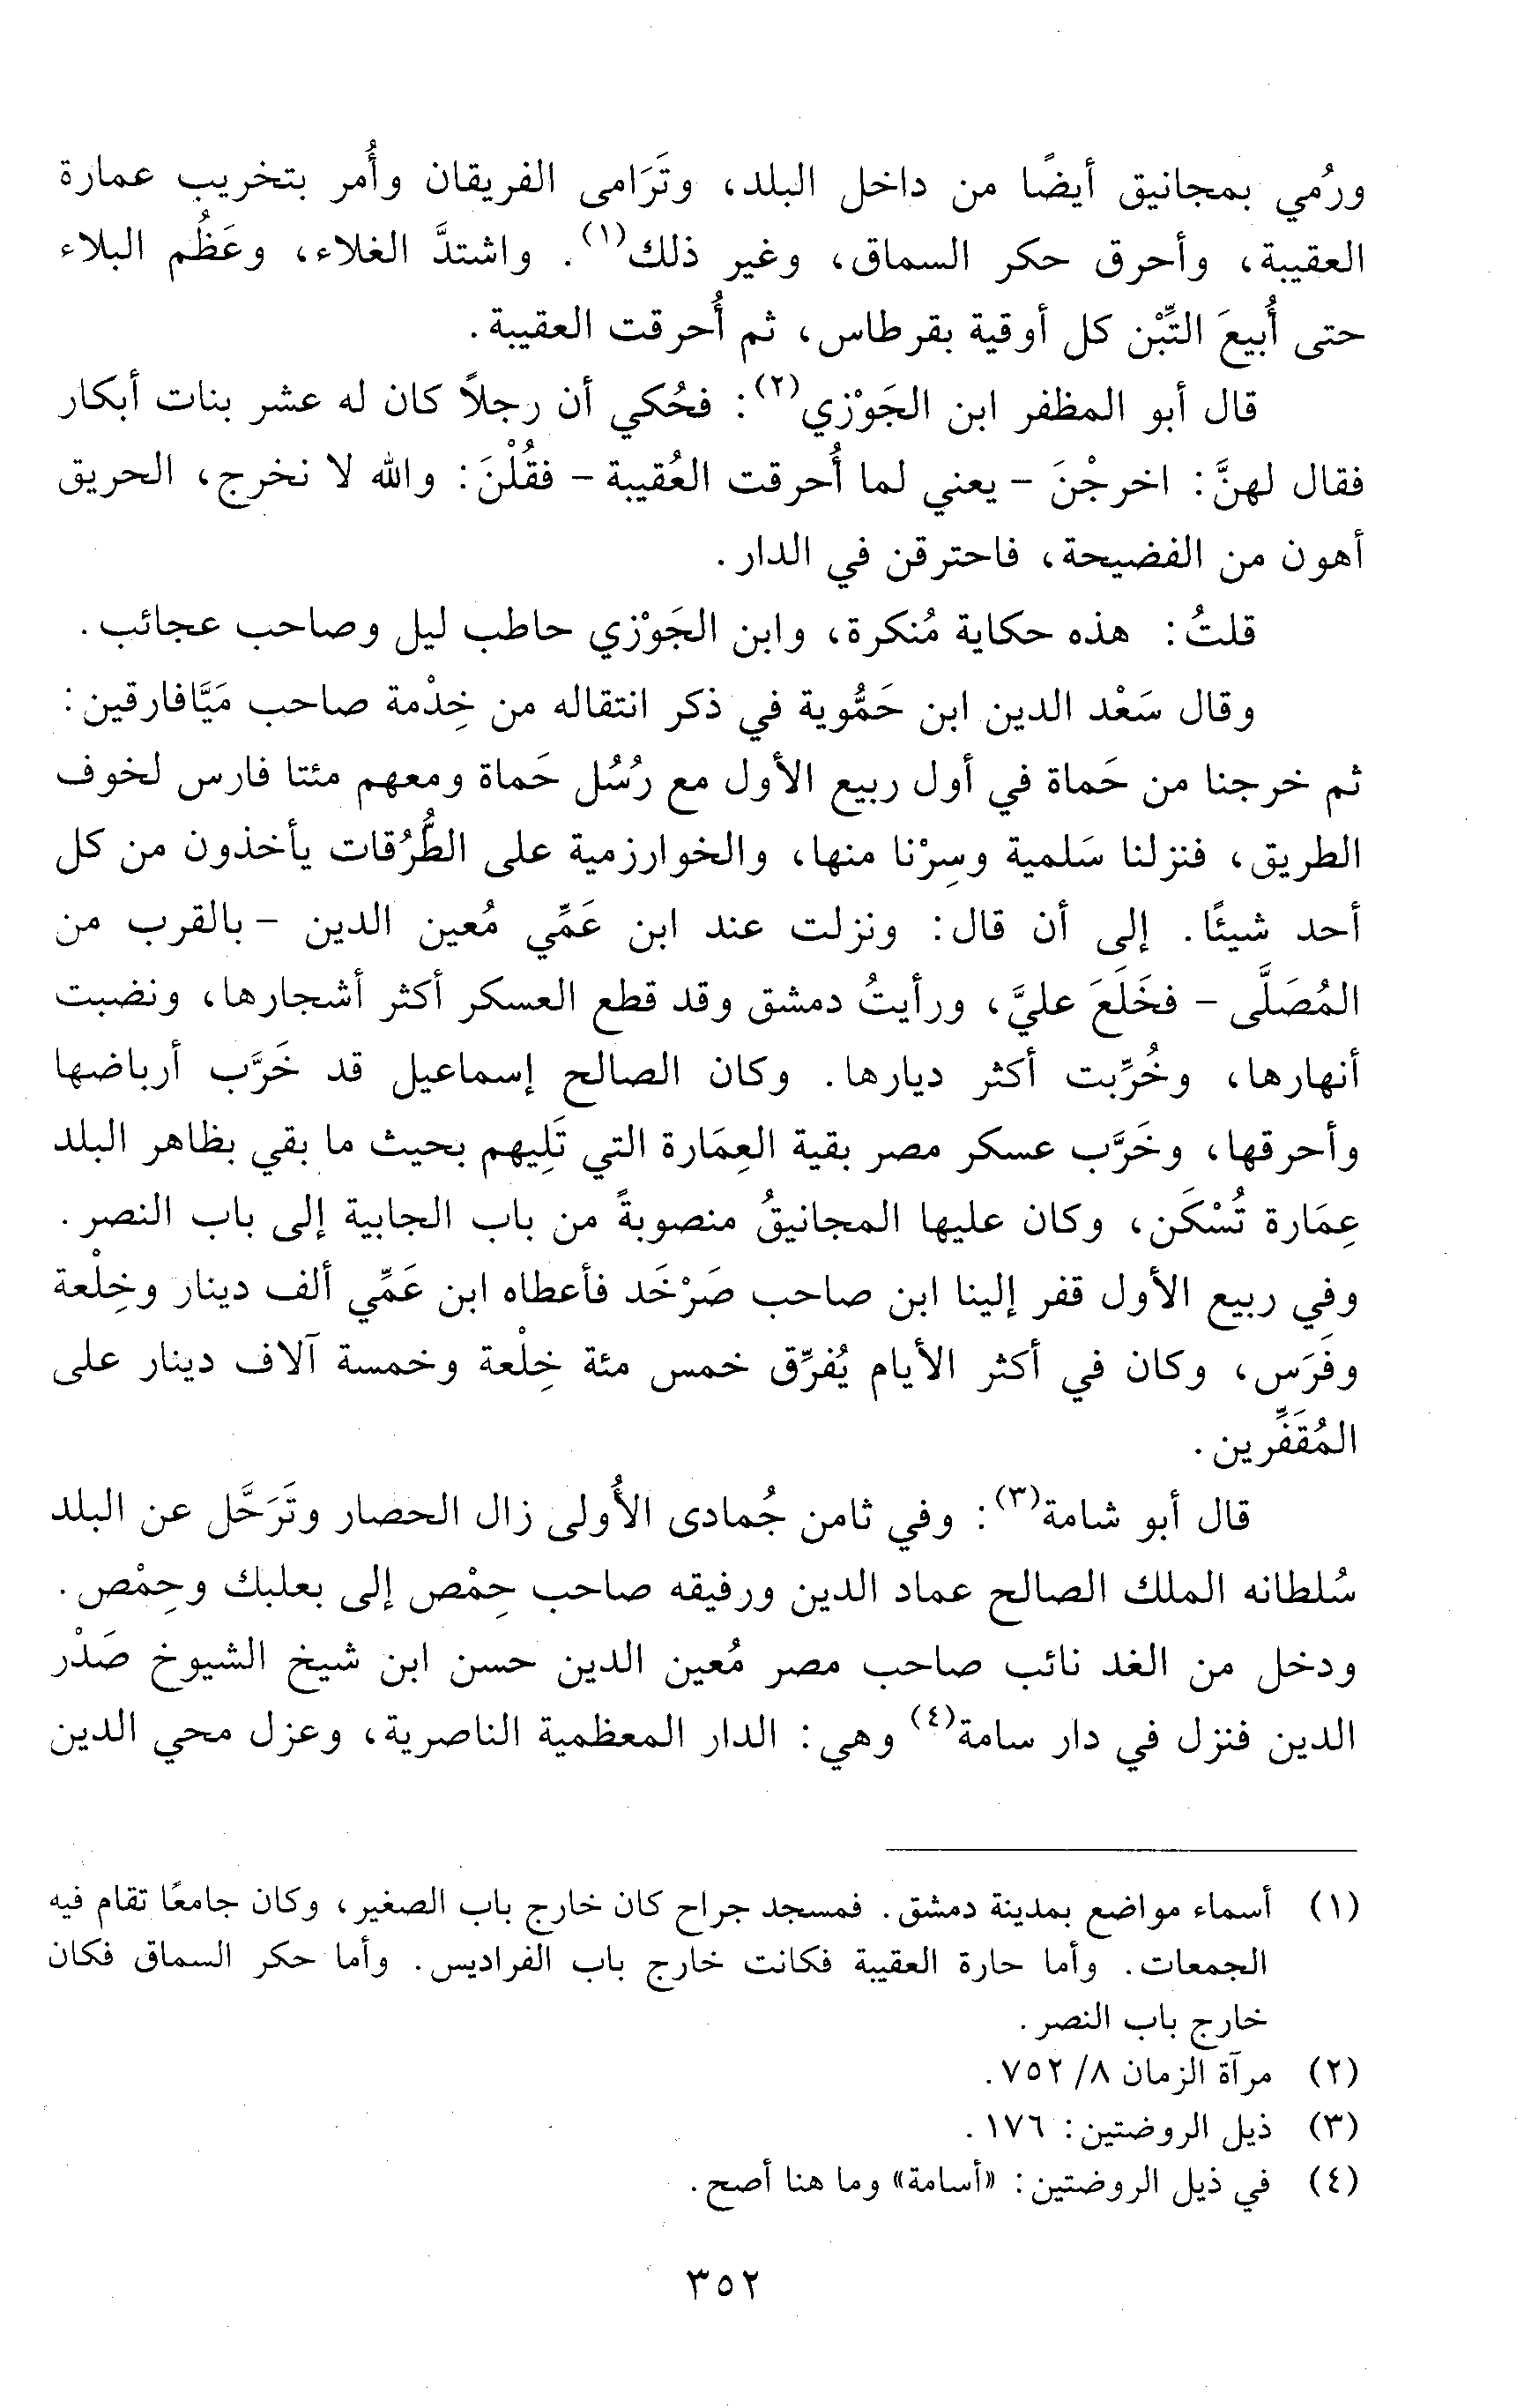 ورُمي بمجانيق أيضًا من داخل البلد، وتَرَامى الفريقان وأُمر بتخريب عمارة
العقيبة، وأحرق حكر السماق، وغير ذلك(١). واشتدَّ الغلاء، وعَظُم البلاء
حتى أُبيعَ التِّبْن كل أوقية بقرطاس، ثم أُحرقت العقيبة.
قال أبو المظفر ابن الجَوْزي(٢): فحُكي أن رجلاً كان له عشر بنات أبكار
فقال لهنَّ: اخرجْنَ - يعني لما أُحرقت العُقيبة - فقُلْنَ: والله لا نخرج، الحريق
أهون من الفضيحة، فاحترقن في الدار.
قلتُ: هذه حكاية مُنكرة، وابن الجَوْزي حاطب ليل وصاحب عجائب.
وقال سَعْد الدين ابن حَمُّوية في ذكر انتقاله من خِدْمة صاحب مَيَّافارقين:
ثم خرجنا من حَماة في أول ربيع الأول مع رُسُل حَماة ومعهم مئتا فارس لخوف
الطريق، فنزلنا سَلمية وسِرْنا منها، والخوارزمية على الطُّرُقات يأخذون من كل
أحد شيئًا. إلى أن قال: ونزلت عند ابن عَمِّي مُعين الدين - بالقرب من
المُصَلَّى - فخَلَعَ عليَّ، ورأيتُ دمشق وقد قطع العسكر أكثر أشجارها، ونضبت
أنهارها، وخُرِّبت أكثر ديارها. وكان الصالح إسماعيل قد خَرَّب أرباضها
وأحرقها، وخَرَّب عسكر مصر بقية العِمَارة التي تَلِيهم بحيث ما بقي بظاهر البلد
عِمَارة تُسْكَن، وكان عليها المجانيقُ منصوبةً من باب الجابية إلى باب النصر.
وفي ربيع الأول قفر إلينا ابن صاحب صَرْخَد فأعطاه ابن عَمِّي ألف دينار وخِلْعة
وفَرَس، وكان في أكثر الأيام يُفرِّق خمس مئة خِلْعة وخمسة آلاف دينار على
المُقَفِّرين.
قال أبو شامة(٣): وفي ثامن جُمادى الأُولى زال الحصار وتَرَحَّل عن البلد
سُلطانه الملك الصالح عماد الدين ورفيقه صاحب حِمْص إلى بعلبك وحِمْص.
ودخل من الغد نائب صاحب مصر مُعين الدين حسن ابن شيخ الشيوخ صَدْر
الدين فنزل في دار سامة(٤) وهي: الدار المعظمية الناصرية، وعزل محي الدين
(١) أسماء مواضع بمدينة دمشق. فمسجد جراح كان خارج باب الصغير، وكان جامعًا تقام فيه
الجمعات. وأما حارة العقيبة فكانت خارج باب الفراديس. وأما حكر السماق فكان
خارج باب النصر.
(٢) مرآة الزمان ٨/ ٧٥٢.
(٣) ذيل الروضتين: ١٧٦.
(٤) في ذيل الروضتين: «أسامة» وما هنا أصح.
٣٥٢